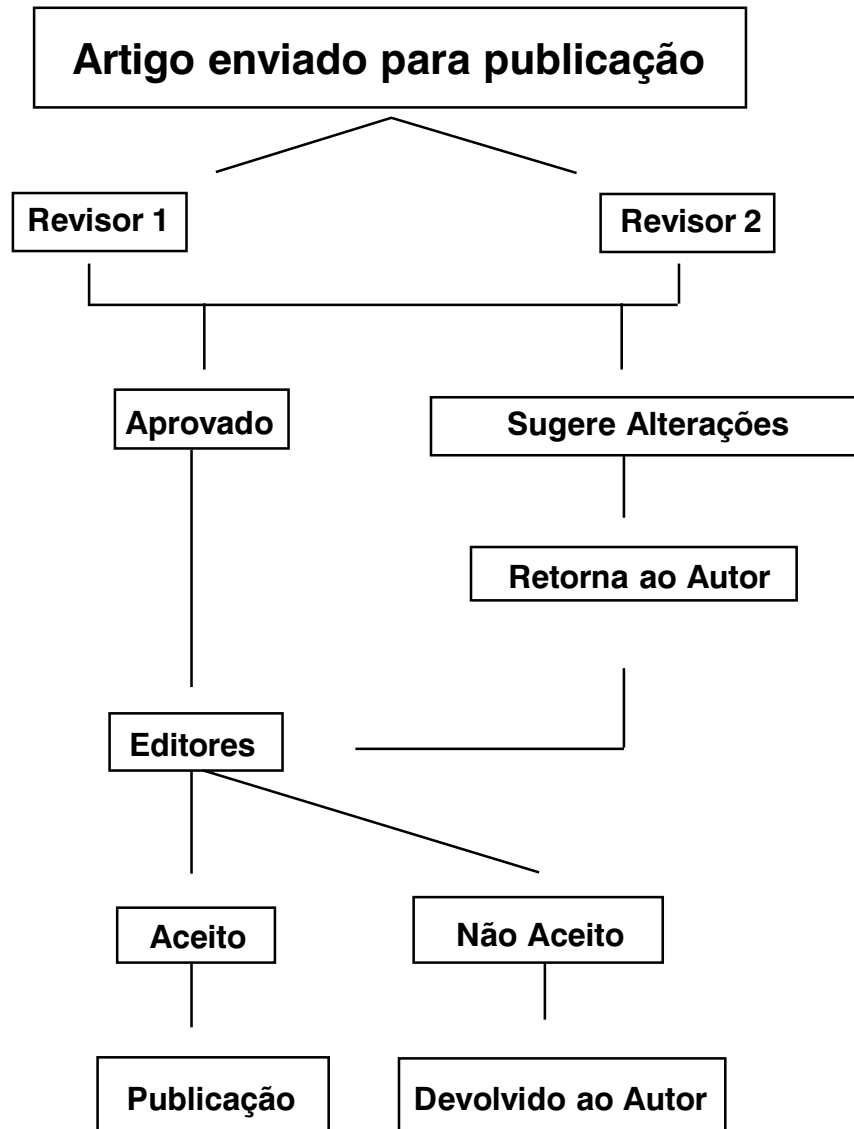 Artigo enviado para publicação
Revisor 1
Revisor 2
Aprovado
Sugere Alterações
Retorna ao Autor
Editores
Aceito
Não Aceito
Publicação
Devolvido ao Autor